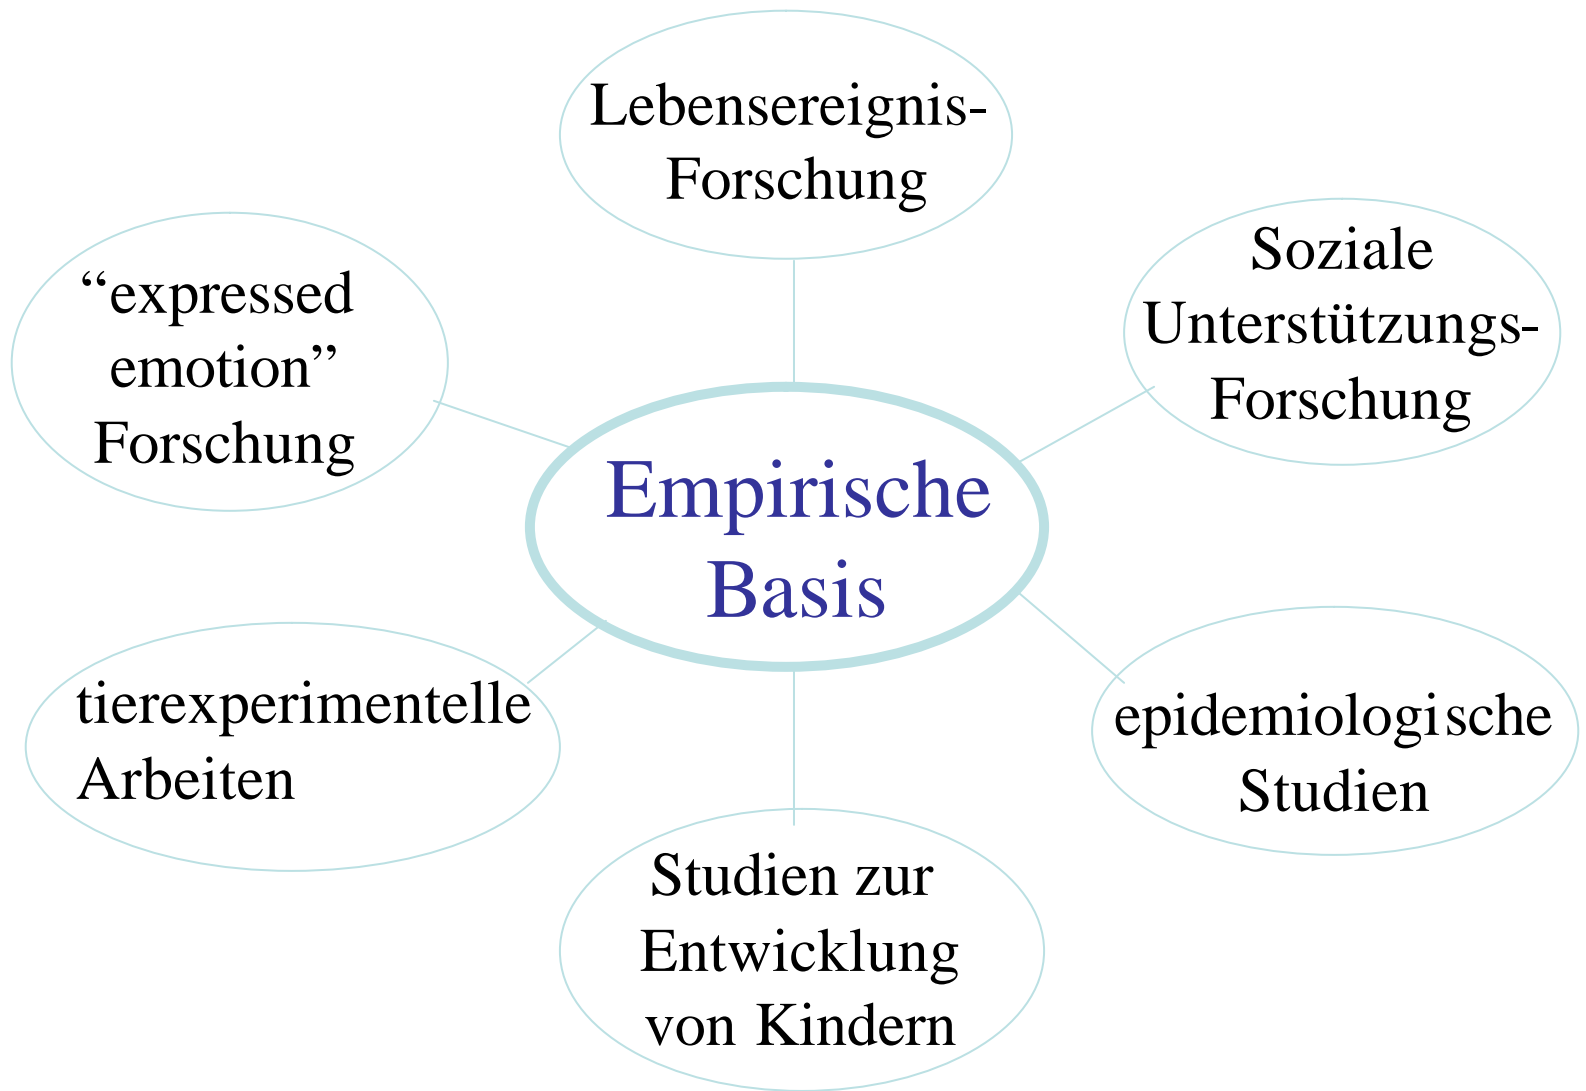 Lebensereignis-
Forschung
Soziale
Unterstützungs-
Forschung
“expressed
emotion”
Forschung
Empirische
Basis
tierexperimentelle
Arbeiten
epidemiologische
Studien
Studien zur
Entwicklung
von Kindern